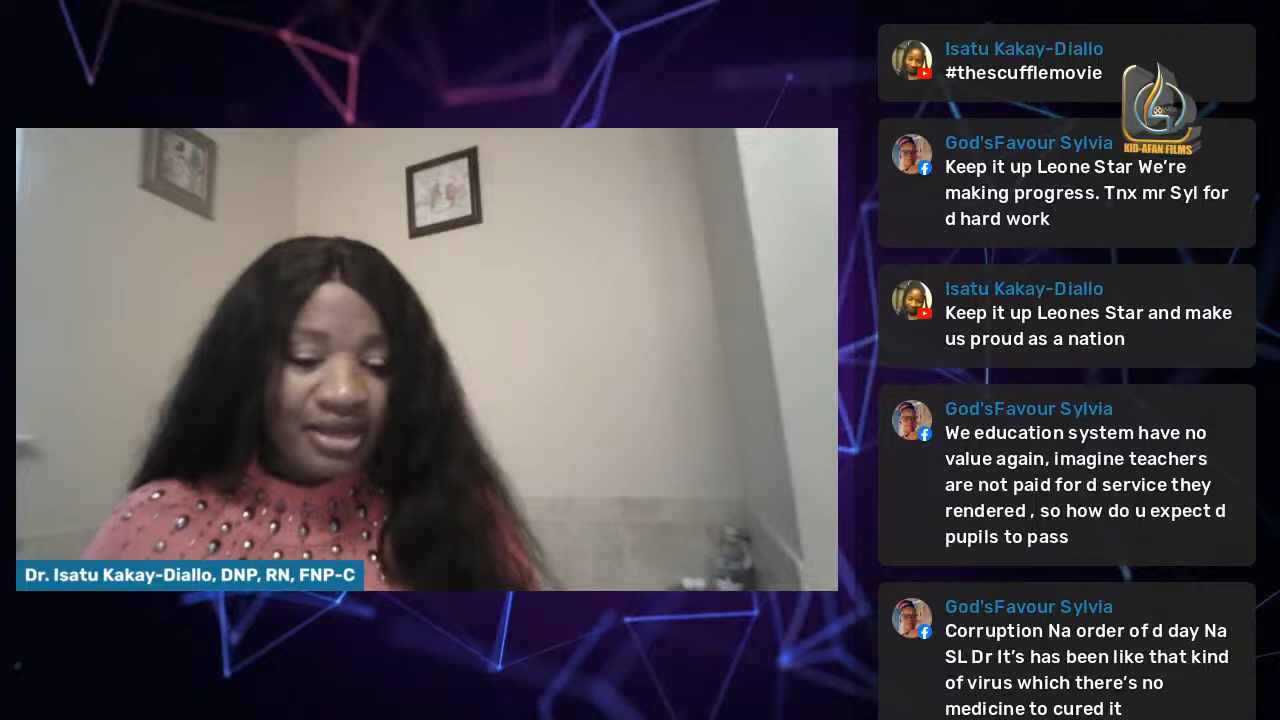 Isatu Kakay-Diallo
#thescufflemovie
KID-AFAN FILMS
God'sFavour Sylvia
Keep it up Leone Star We’re
making progress. Tnx mr Syl for
d hard work
Isatu Kakay-Diallo
Keep it up Leones Star and make
us proud as a nation
God'sFavour Sylvia
We education system have no
value again, imagine teachers
are not paid for d service they
rendered , so how do u expect d
pupils to pass
Dr. Isatu Kakay-Diallo, DNP, RN, FNP-C
God'sFavour Sylvia
Corruption Na order of d day Na
SL Dr It’s has been like that kind
of virus which there’s no
medicine to cured it